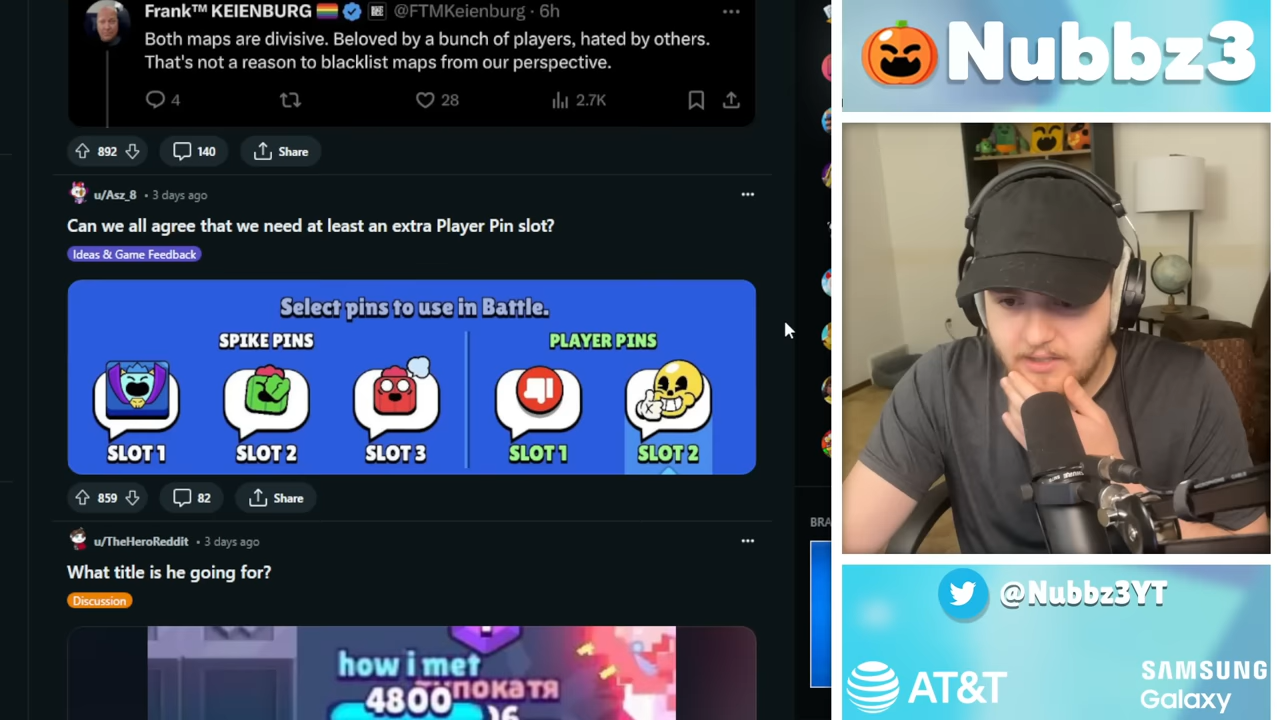 Frank™ KEIENBURG @FTMKeienburg · 6h
Both maps are divisive. Beloved by a bunch of players, hated by others.
That's not a reason to blacklist maps from our perspective.
4 28 2.7K
892 140 Share
u/Asz_8 • 3 days ago
Can we all agree that we need at least an extra Player Pin slot?
Ideas & Game Feedback
Select pins to use in Battle.
SPIKE PINS PLAYER PINS
SLOT 1 SLOT 2 SLOT 3 SLOT 1 SLOT 2
859 82 Share
u/TheHeroReddit • 3 days ago
What title is he going for?
Discussion
how i met
4800
BRA
Nubbz3
@Nubbz3YT
AT&T
SAMSUNG
Galaxy